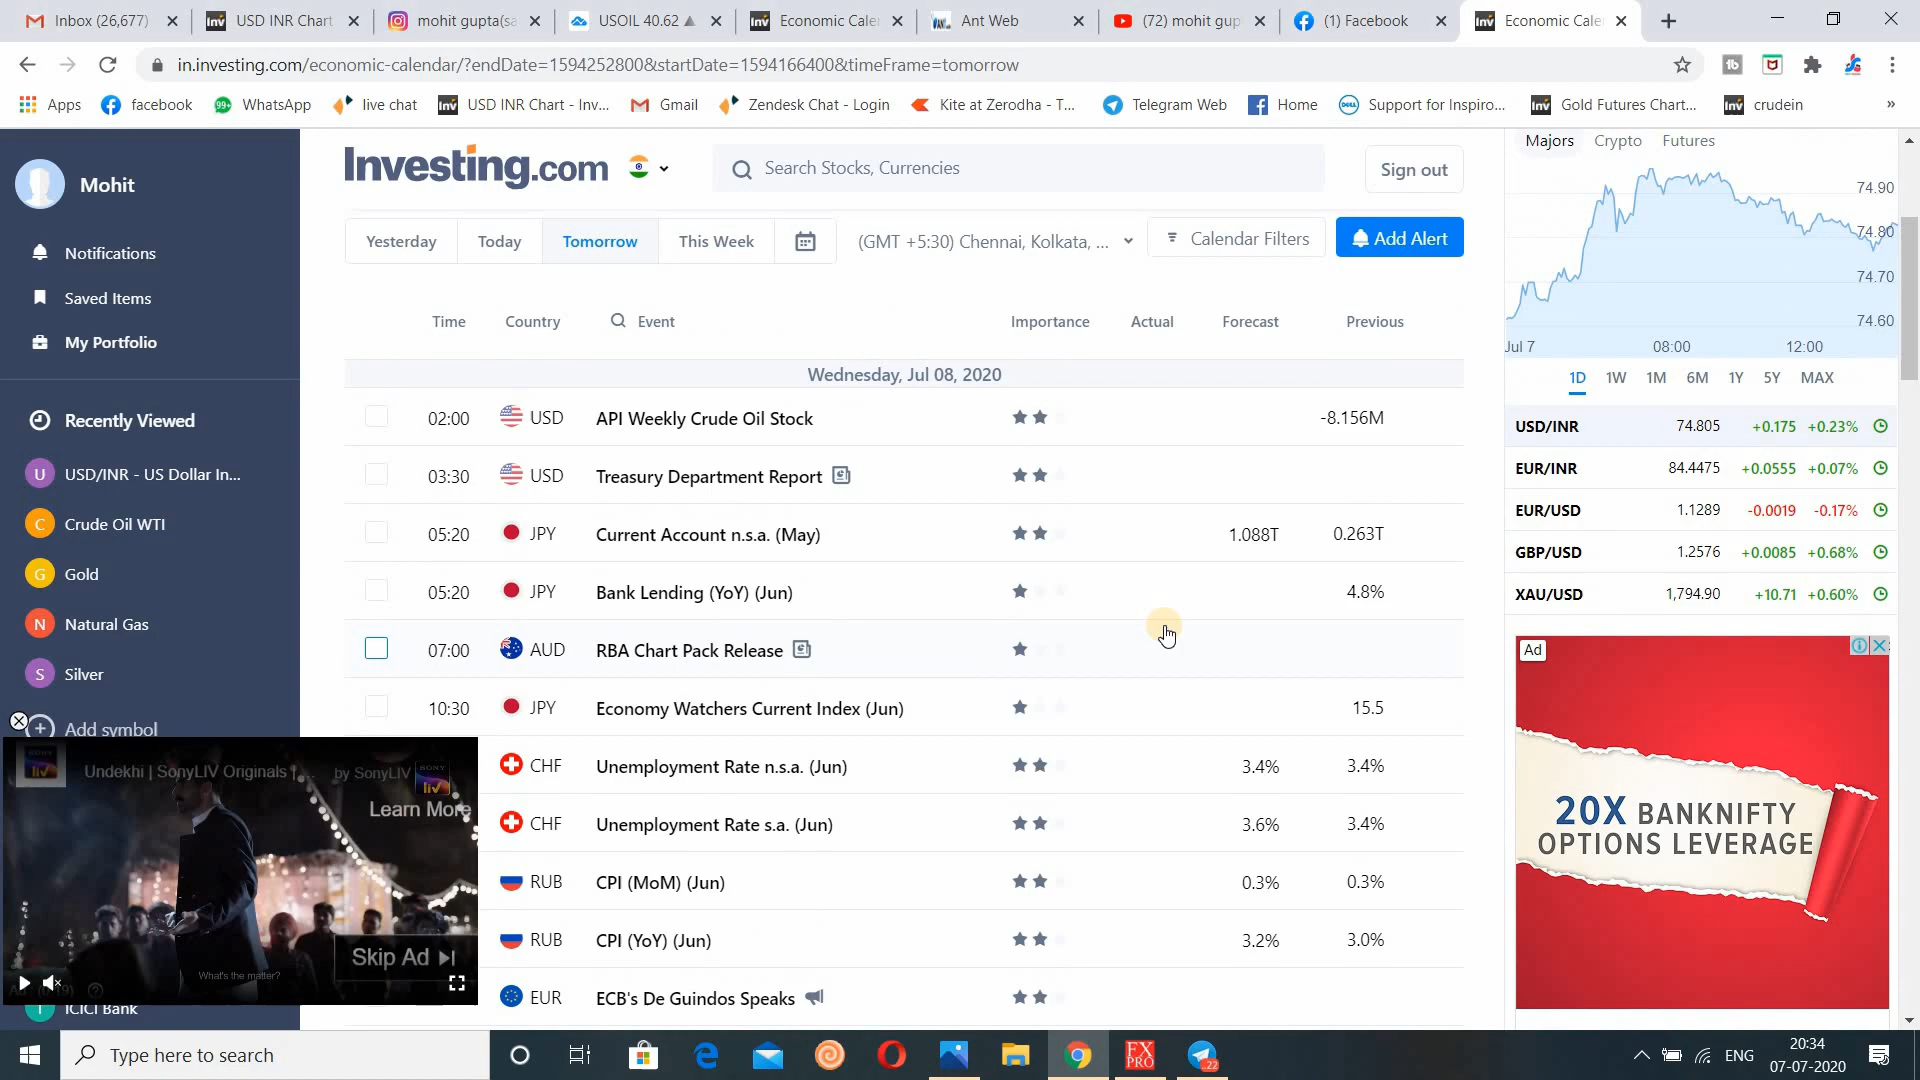 Inbox (26,677)
USD INR Chart
mohit gupta(sa
USOIL 40.62 ▲
Economic Cale
Ant Web
(72) mohit gup
(1) Facebook
Economic Cale
in.investing.com/economic-calendar/?endDate=1594252800&startDate=1594166400&timeFrame=tomorrow
Apps
facebook
WhatsApp
live chat
USD INR Chart - Inv...
Gmail
Zendesk Chat - Login
Kite at Zerodha - T...
Telegram Web
Home
Support for Inspiro...
Gold Futures Chart...
crudein
»
Mohit
Notifications
Saved Items
My Portfolio
Recently Viewed
U USD/INR - US Dollar In...
C Crude Oil WTI
G Gold
N Natural Gas
S Silver
Add symbol
Undekhi | SonyLIV Originals |... by SonyLIV
SONY liv
Learn More
Skip Ad
What's the matter?
ICICI Bank
Investing.com
Search Stocks, Currencies
Sign out
Yesterday Today Tomorrow This Week
(GMT +5:30) Chennai, Kolkata, ...
Calendar Filters
Add Alert
Time Country Event Importance Actual Forecast Previous
Wednesday, Jul 08, 2020
02:00 USD API Weekly Crude Oil Stock -8.156M
03:30 USD Treasury Department Report
05:20 JPY Current Account n.s.a. (May) 1.088T 0.263T
05:20 JPY Bank Lending (YoY) (Jun) 4.8%
07:00 AUD RBA Chart Pack Release
10:30 JPY Economy Watchers Current Index (Jun) 15.5
CHF Unemployment Rate n.s.a. (Jun) 3.4% 3.4%
CHF Unemployment Rate s.a. (Jun) 3.6% 3.4%
RUB CPI (MoM) (Jun) 0.3% 0.3%
RUB CPI (YoY) (Jun) 3.2% 3.0%
EUR ECB's De Guindos Speaks
Majors Crypto Futures
74.90
74.80
74.70
74.60
Jul 7 08:00 12:00
1D 1W 1M 6M 1Y 5Y MAX
USD/INR 74.805 +0.175 +0.23%
EUR/INR 84.4475 +0.0555 +0.07%
EUR/USD 1.1289 -0.0019 -0.17%
GBP/USD 1.2576 +0.0085 +0.68%
XAU/USD 1,794.90 +10.71 +0.60%
Ad
20X BANKNIFTY
OPTIONS LEVERAGE
Type here to search
FX PRO
22
ENG
20:34
07-07-2020